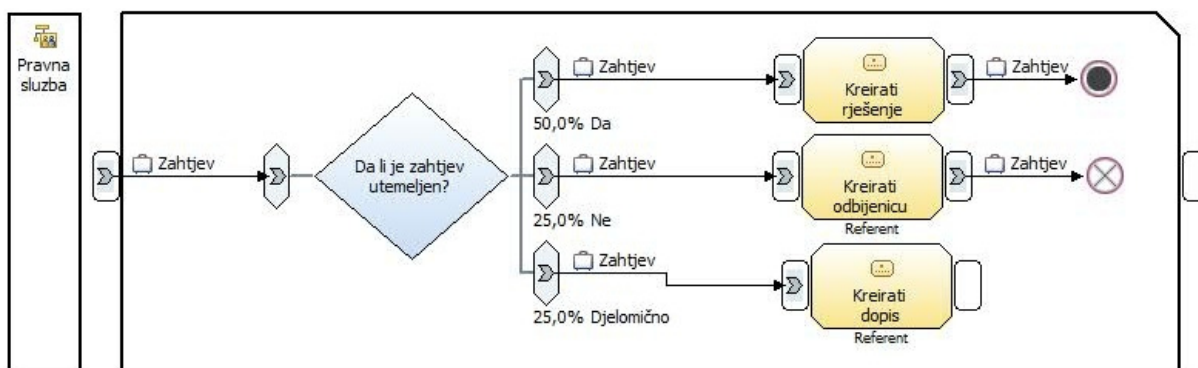 Pravna
sluzba
Zahtjev
Da li je zahtjev
utemeljen?
Zahtjev
50,0% Da
Kreirati
rješenje
Zahtjev
Zahtjev
25,0% Ne
Kreirati
odbijenicu
Referent
Zahtjev
Zahtjev
25,0% Djelomično
Kreirati
dopis
Referent